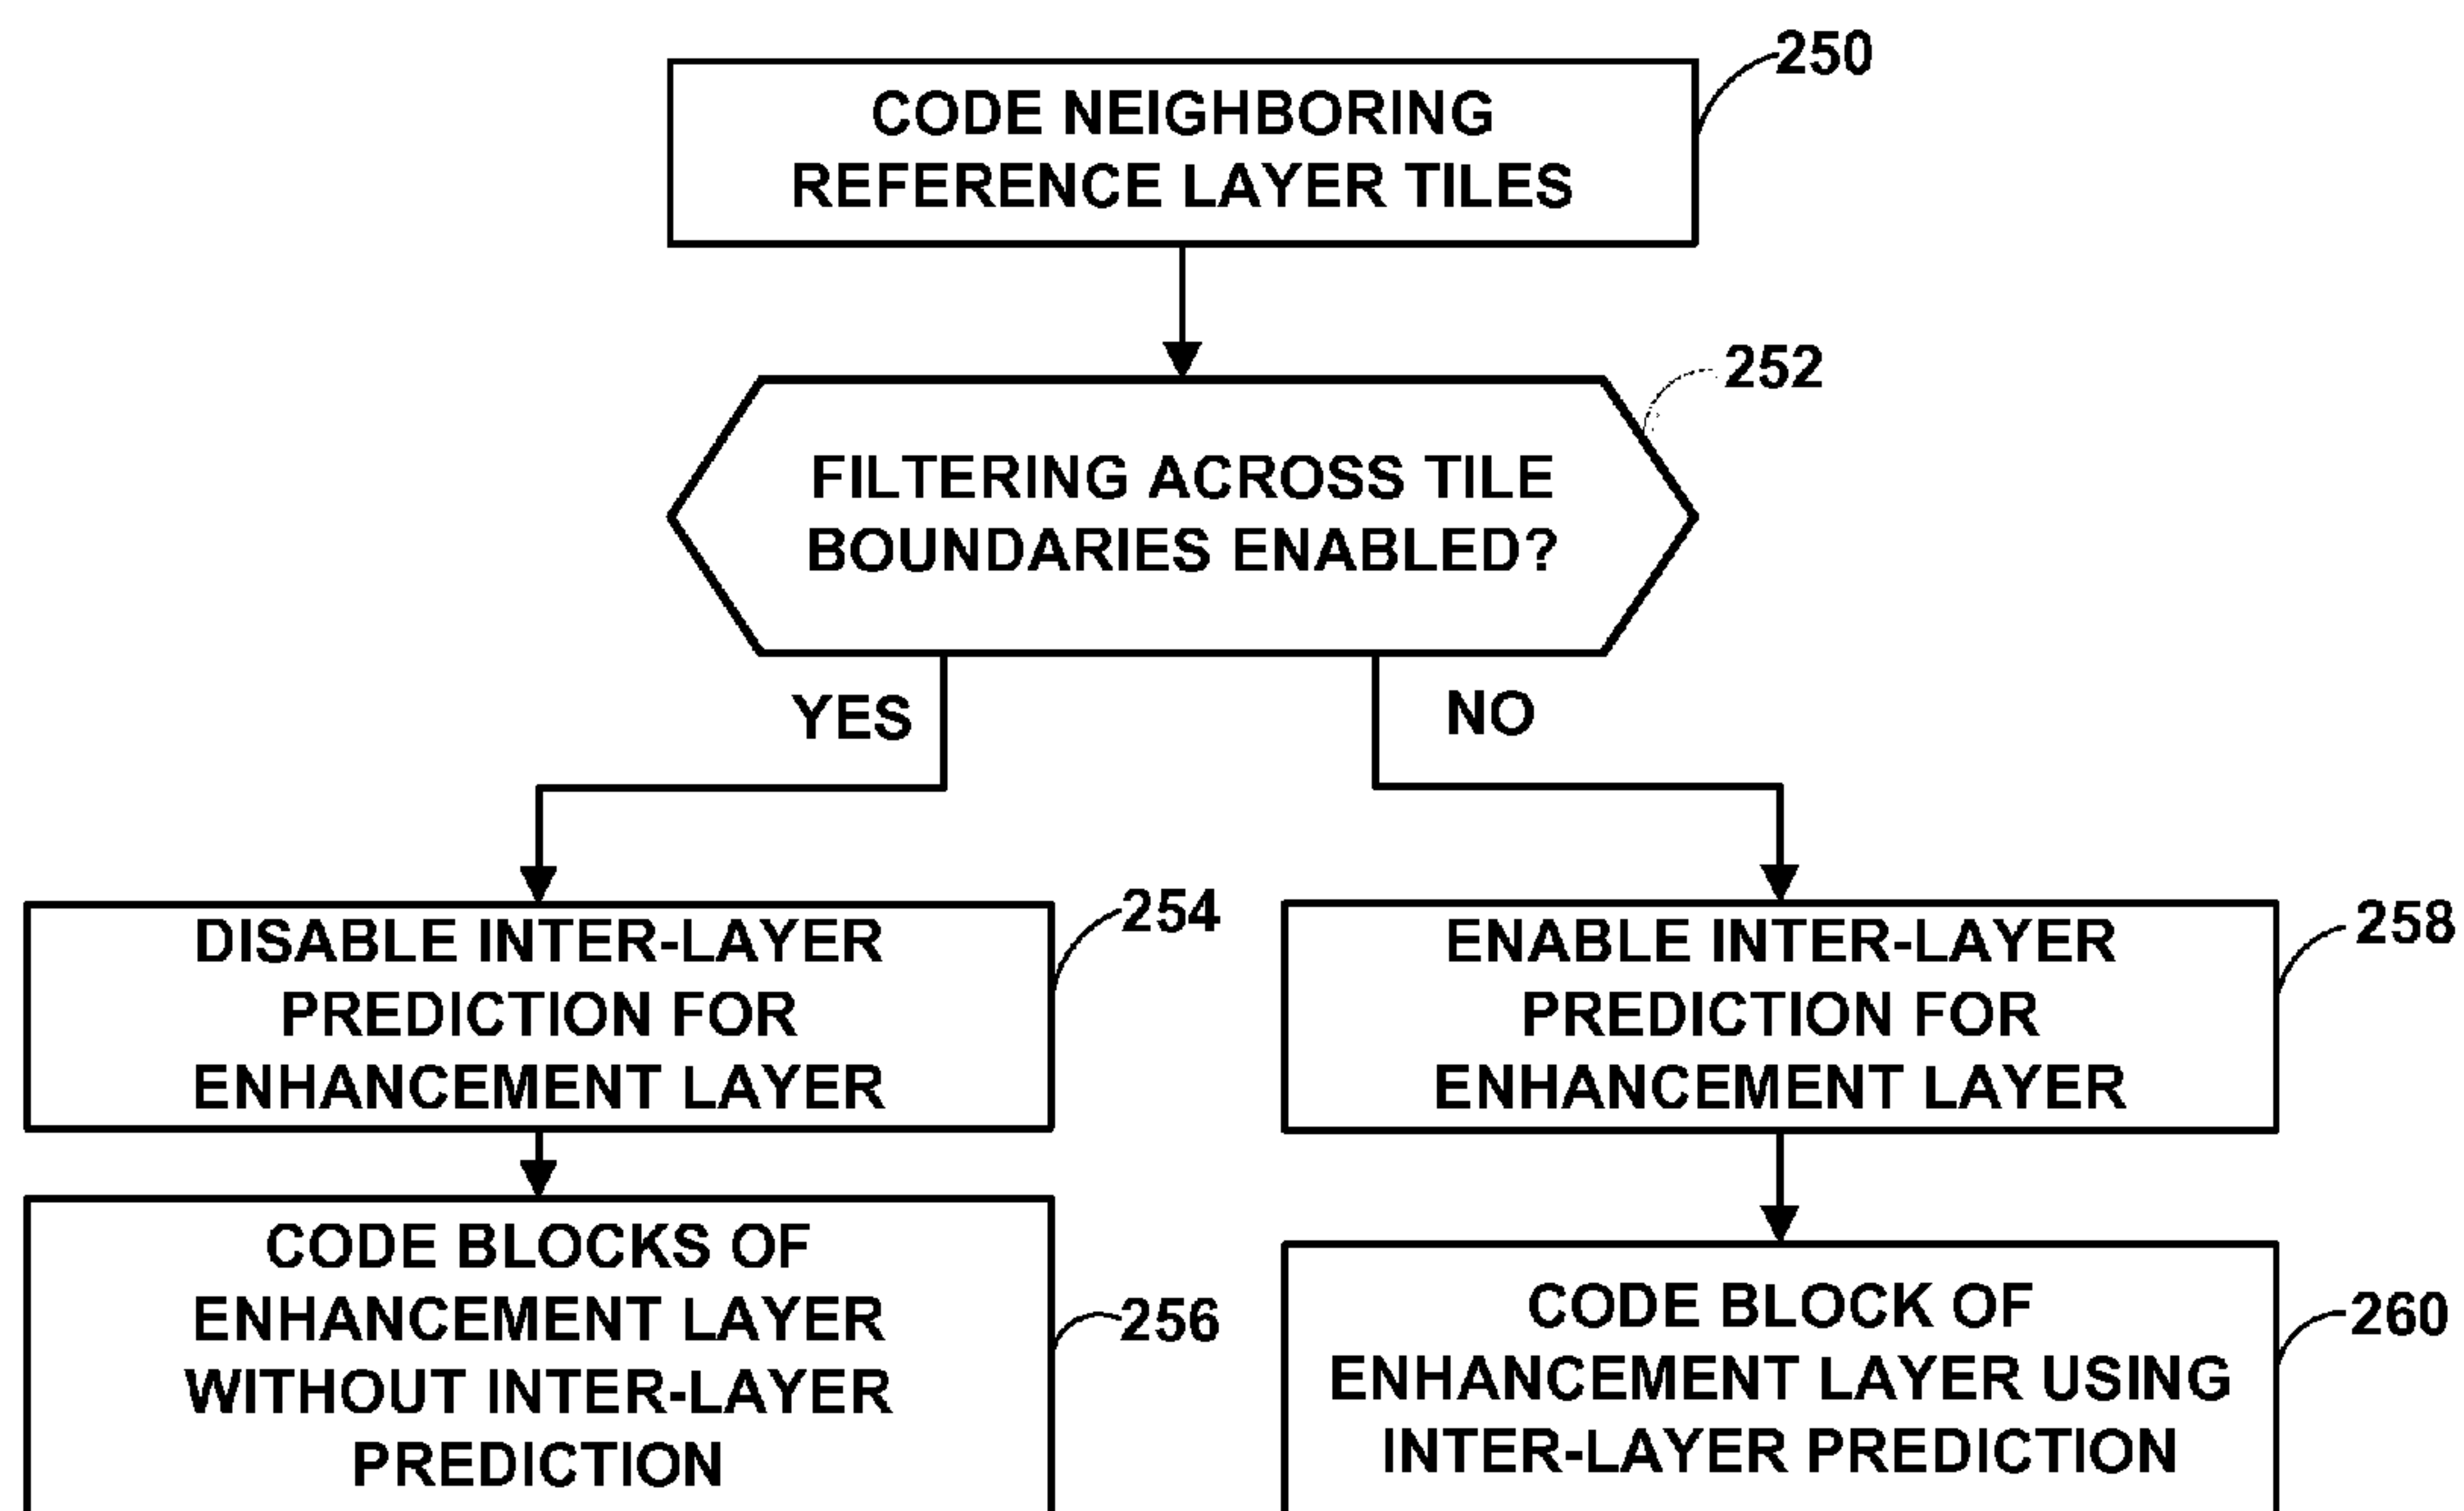 250
CODE NEIGHBORING
REFERENCE LAYER TILES
252
FILTERING ACROSS TILE
BOUNDARIES ENABLED?
YES
NO
254
DISABLE INTER-LAYER
PREDICTION FOR
ENHANCEMENT LAYER
258
ENABLE INTER-LAYER
PREDICTION FOR
ENHANCEMENT LAYER
256
CODE BLOCKS OF
ENHANCEMENT LAYER
WITHOUT INTER-LAYER
PREDICTION
260
CODE BLOCK OF
ENHANCEMENT LAYER USING
INTER-LAYER PREDICTION